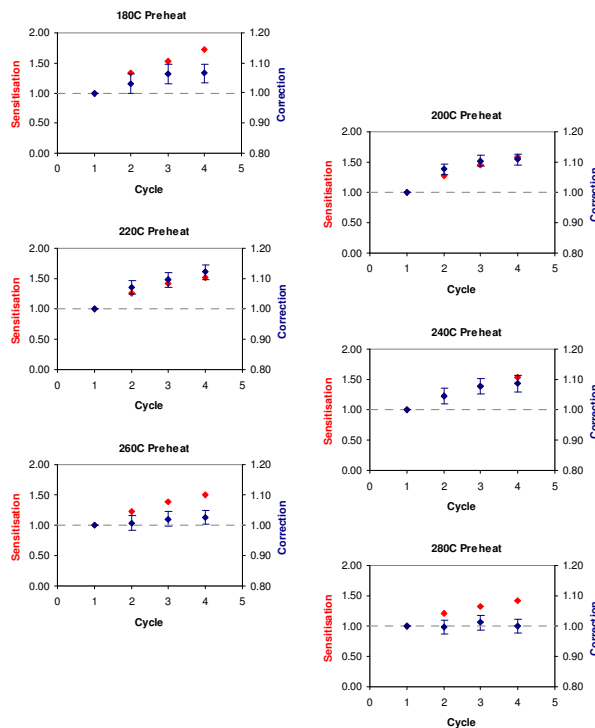 180C Preheat
2.00 1.20
1.50 1.10
1.00 1.00
0.50 0.90
0.00 0.80
0 1 2 3 4 5
Cycle
Sensitisation
Correction
200C Preheat
2.00 1.20
1.50 1.10
1.00 1.00
0.50 0.90
0.00 0.80
0 1 2 3 4 5
Cycle
Sensitisation
Correction
220C Preheat
2.00 1.20
1.50 1.10
1.00 1.00
0.50 0.90
0.00 0.80
0 1 2 3 4 5
Cycle
Sensitisation
Correction
240C Preheat
2.00 1.20
1.50 1.10
1.00 1.00
0.50 0.90
0.00 0.80
0 1 2 3 4 5
Cycle
Sensitisation
Correction
260C Preheat
2.00 1.20
1.50 1.10
1.00 1.00
0.50 0.90
0.00 0.80
0 1 2 3 4 5
Cycle
Sensitisation
Correction
280C Preheat
2.00 1.20
1.50 1.10
1.00 1.00
0.50 0.90
0.00 0.80
0 1 2 3 4 5
Cycle
Sensitisation
Correction